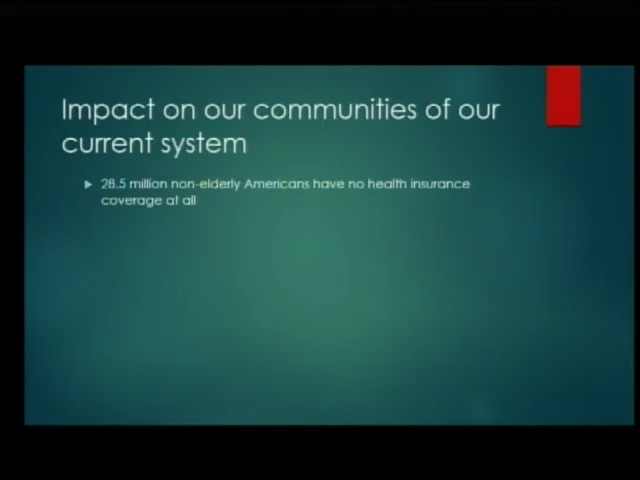 Impact on our communities of our
current system
28.5 million non-elderly Americans have no health insurance
coverage at all